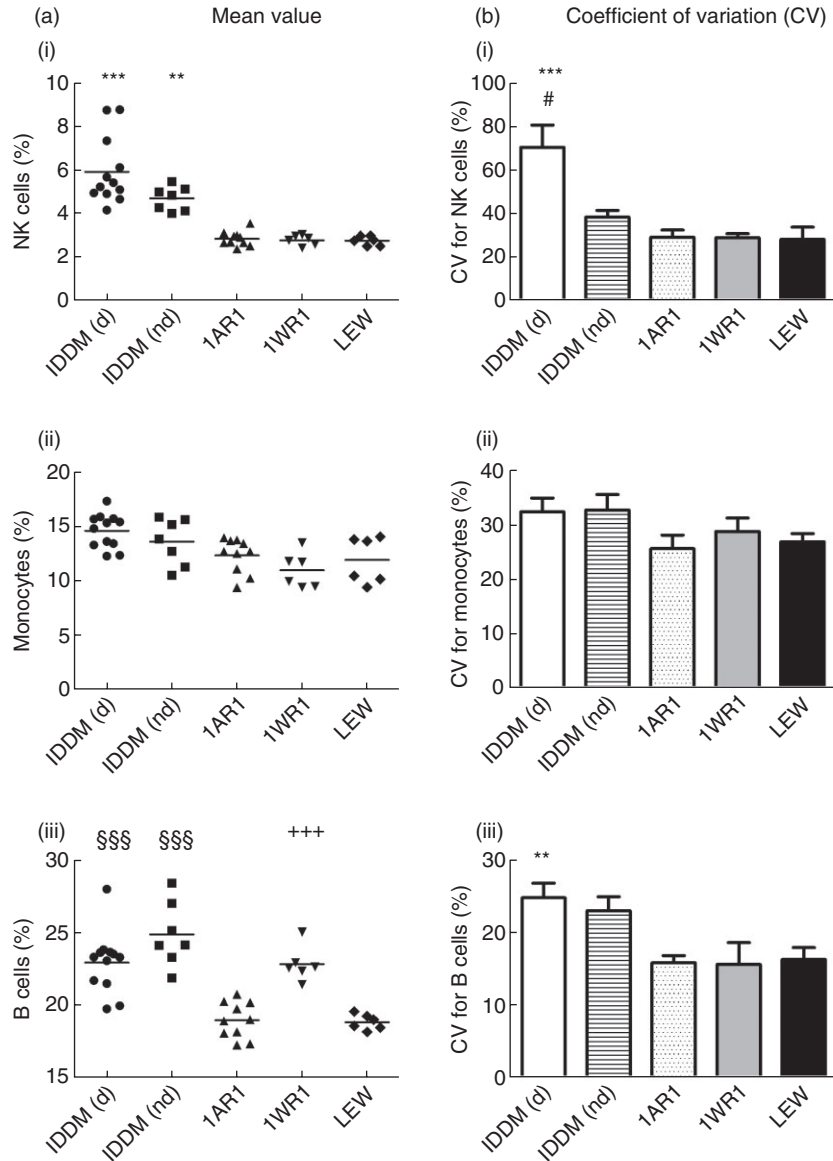 (a) Mean value
(i)
*** **
NK cells (%)
10
8
6
4
2
0
IDDM (d) IDDM (nd) 1AR1 1WR1 LEW
(ii)
Monocytes (%)
20
15
10
5
0
IDDM (d) IDDM (nd) 1AR1 1WR1 LEW
(iii)
§§§ §§§ +++
B cells (%)
30
25
20
15
IDDM (d) IDDM (nd) 1AR1 1WR1 LEW
(b) Coefficient of variation (CV)
(i)
***
#
CV for NK cells (%)
100
80
60
40
20
0
IDDM (d) IDDM (nd) 1AR1 1WR1 LEW
(ii)
CV for monocytes (%)
40
30
20
10
0
IDDM (d) IDDM (nd) 1AR1 1WR1 LEW
(iii)
**
CV for B cells (%)
30
20
10
0
IDDM (d) IDDM (nd) 1AR1 1WR1 LEW